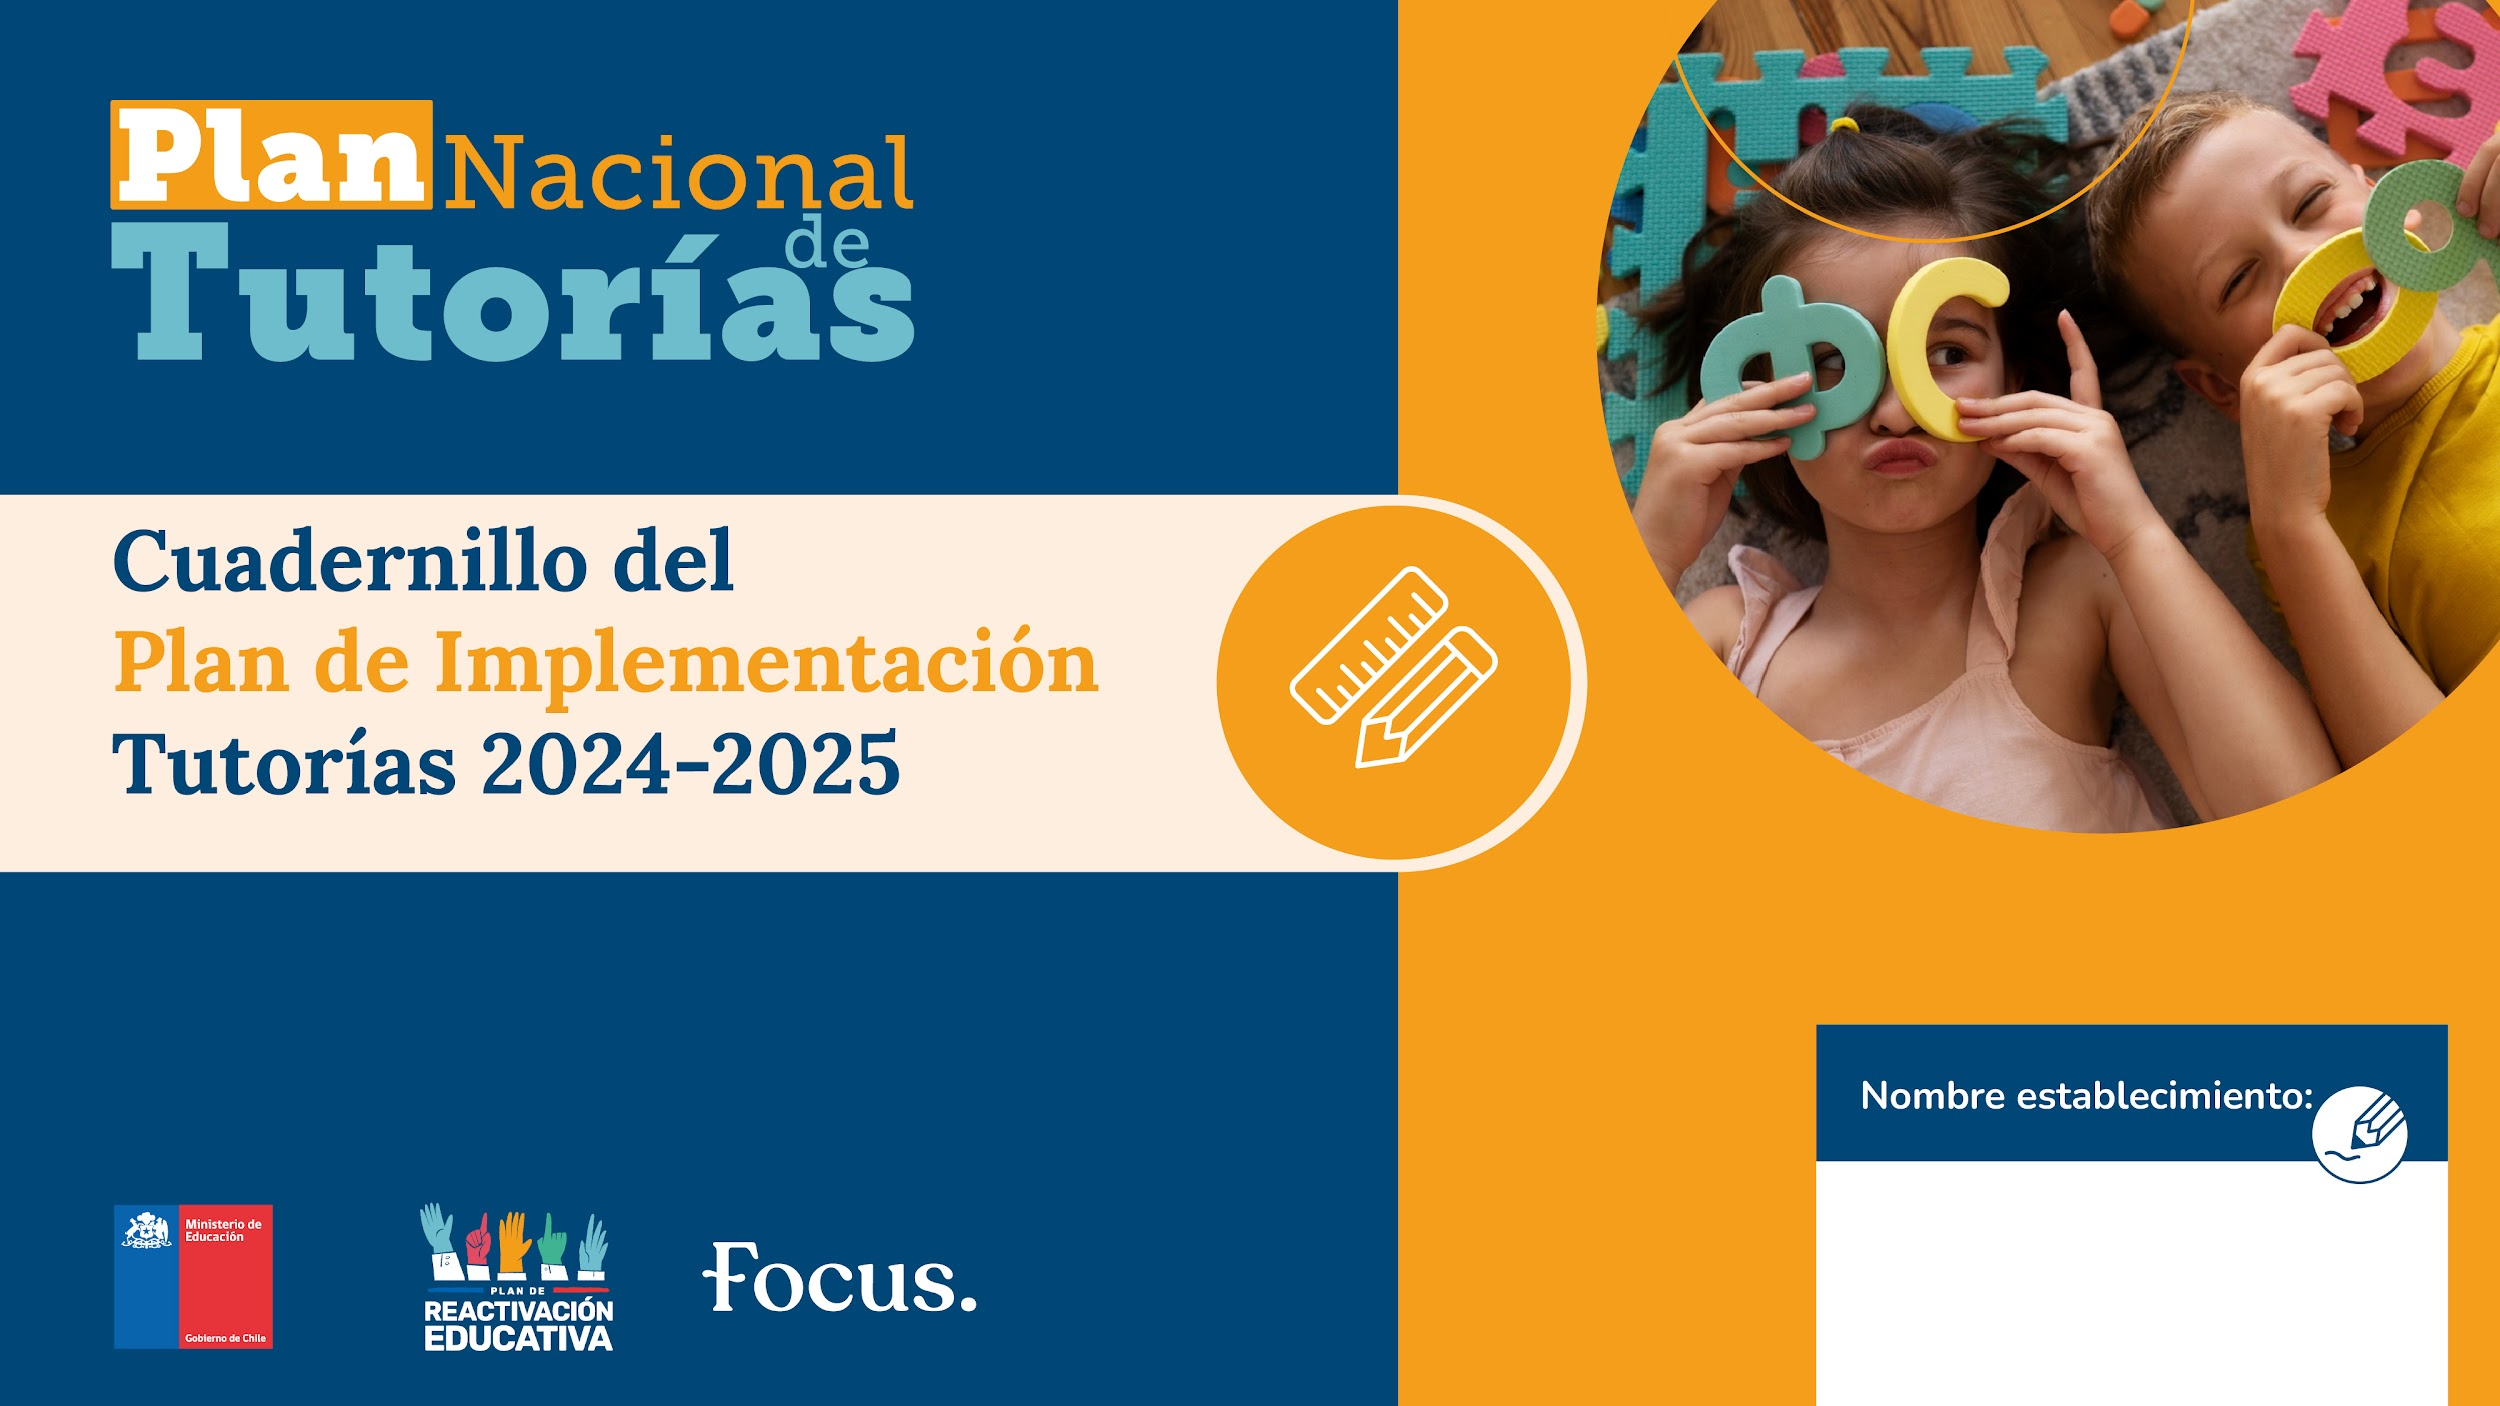 Plan Nacional
de
Tutorías
Cuadernillo del
Plan de Implementación
Tutorías 2024-2025
Nombre establecimiento:
Ministerio de
Educación
Gobierno de Chile
PLAN DE
REACTIVACIÓN
EDUCATIVA
Focus.
Ф C